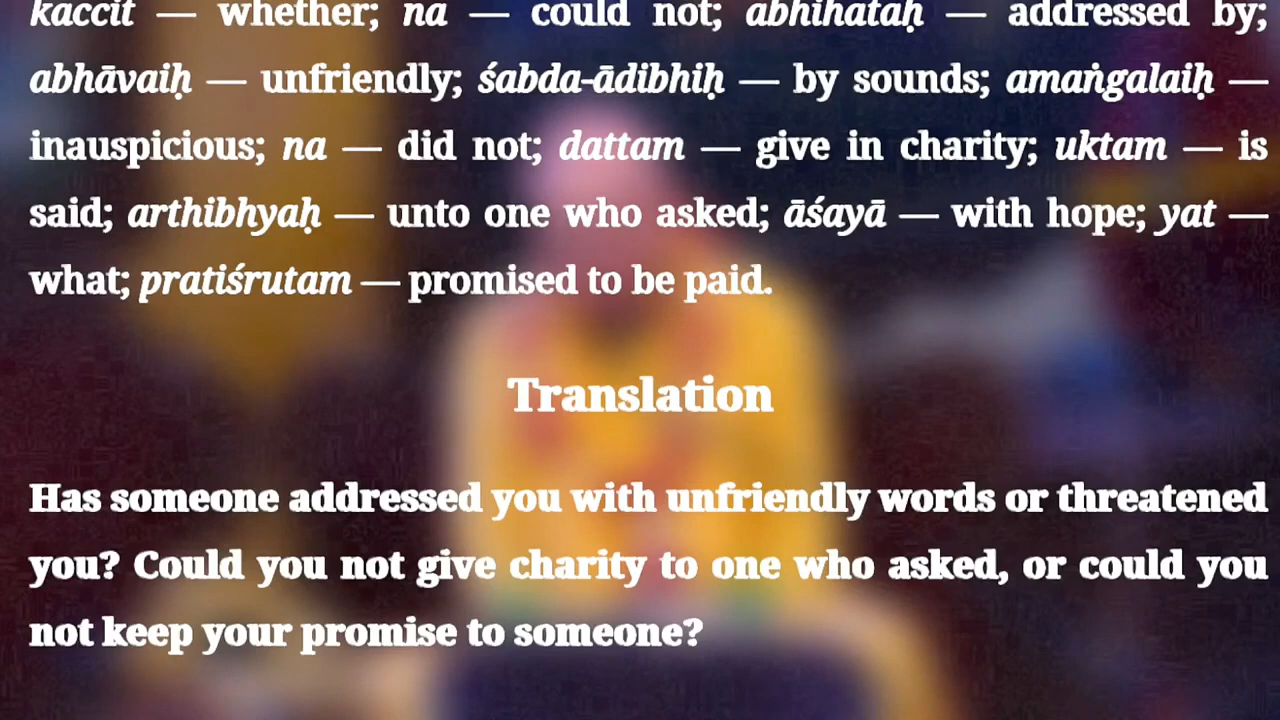 kaccit — whether; na — could not; abhihataḥ — addressed by;
abhāvaiḥ — unfriendly; śabda-ādibhiḥ — by sounds; amaṅgalaiḥ —
inauspicious; na — did not; dattam — give in charity; uktam — is
said; arthibhyaḥ — unto one who asked; āśayā — with hope; yat —
what; pratiśrutam — promised to be paid.
Translation
Has someone addressed you with unfriendly words or threatened
you? Could you not give charity to one who asked, or could you
not keep your promise to someone?